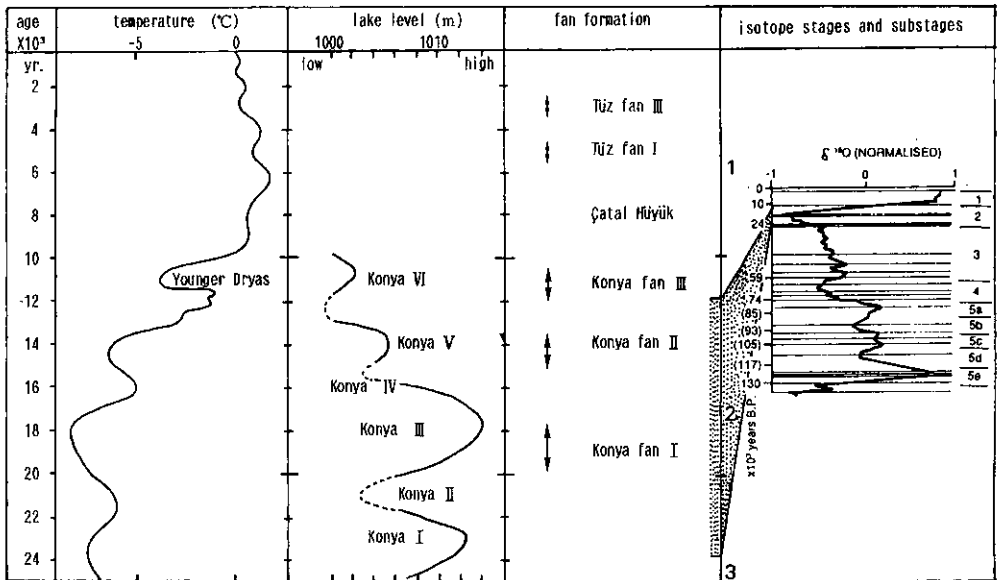 age
X10³
yr.
temperature (°C)
-5 0
lake level (m)
1000 1010
low high
fan formation
isotope stages and substages
2
4
6
8
10
12
14
16
18
20
22
24
Younger Dryas
Konya VI
Konya V
Konya IV
Konya III
Konya II
Konya I
Tüz fan III
Tüz fan I
Çatal Hüyük
Konya fan III
Konya fan II
Konya fan I
1
2
3
δ ¹⁸O (NORMALISED)
-1 0 1
0
10
24
59
74
(85)
(93)
(105)
(117)
130
x10³ years B.P.
1
2
3
4
5a
5b
5c
5d
5e